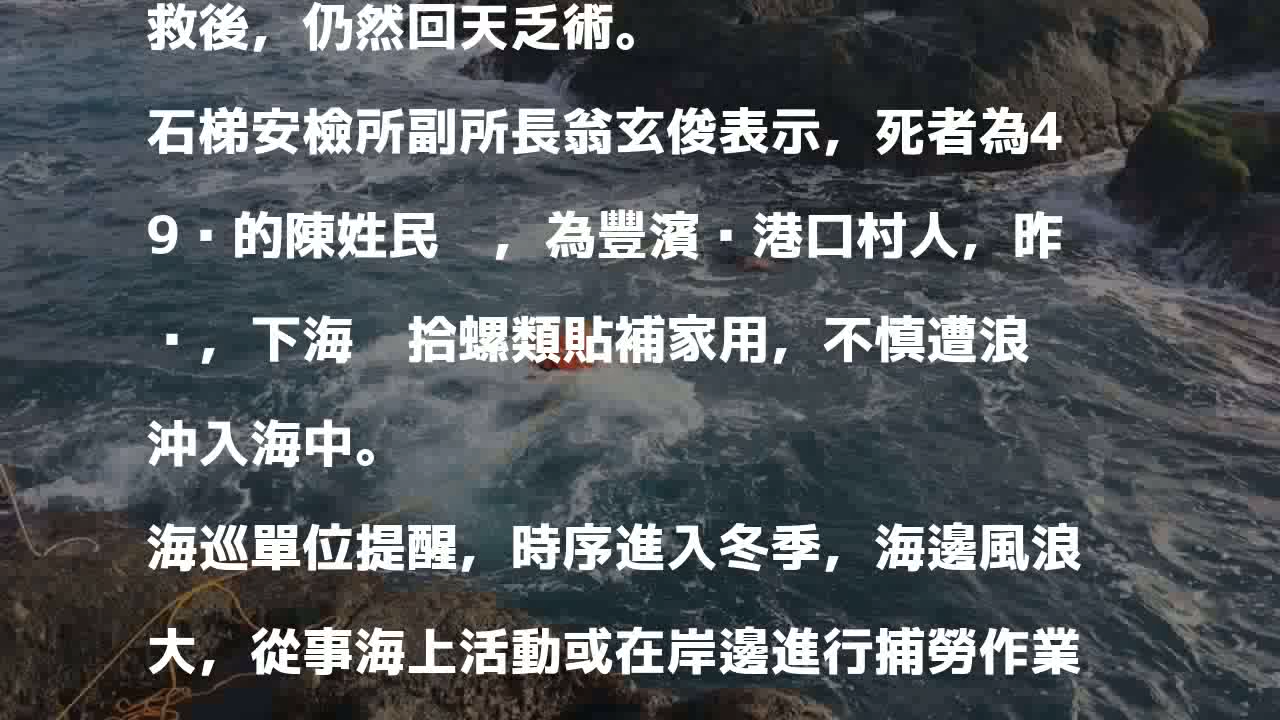 救後，仍然回天乏術。
石梯安檢所副所長翁玄俊表示，死者為4
9▪的陳姓民　，為豐濱▪港口村人，昨
▪，下海　拾螺類貼補家用，不慎遭浪
沖入海中。
海巡單位提醒，時序進入冬季，海邊風浪
大，從事海上活動或在岸邊進行捕勞作業